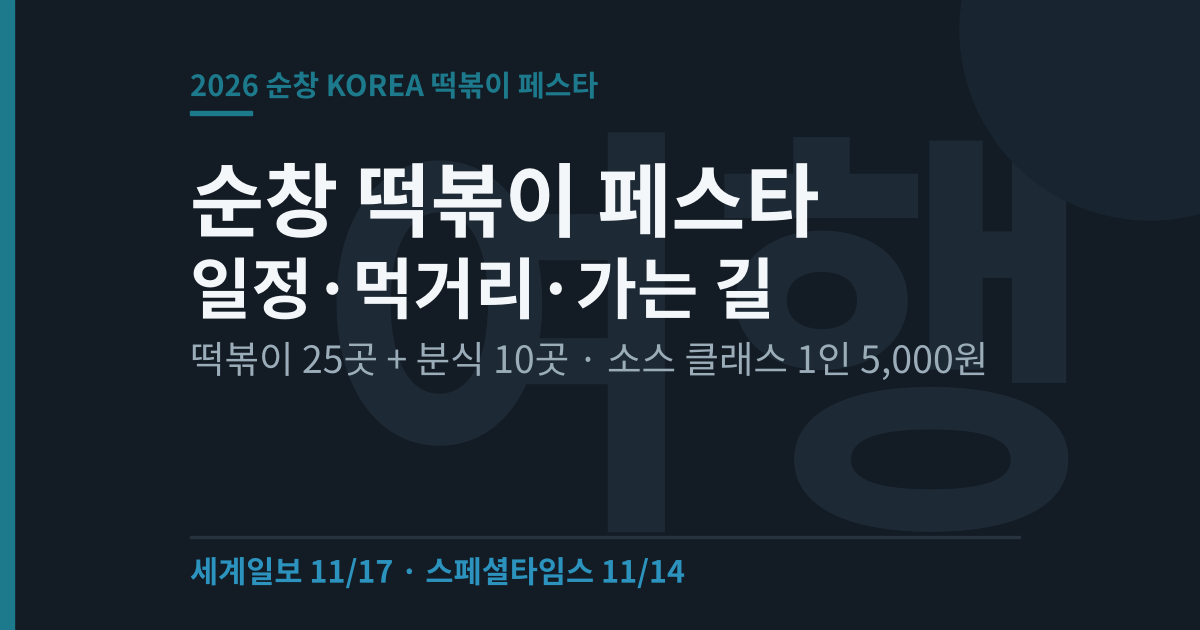 2026 순창 KOREA 떡볶이 페스타
순창 떡볶이 페스타
일정·먹거리·가는 길
떡볶이 25곳 + 분식 10곳 · 소스 클래스 1인 5,000원
여행
세계일보 11/17 · 스페셜타임스 11/14